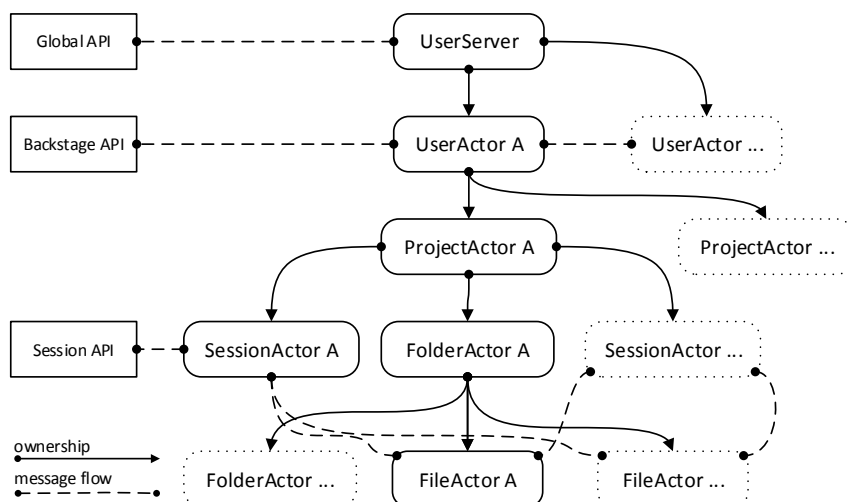 Global API
UserServer
Backstage API
UserActor A
UserActor ...
ProjectActor A
ProjectActor ...
Session API
SessionActor A
FolderActor A
SessionActor ...
ownership
message flow
FolderActor ...
FileActor A
FileActor ...